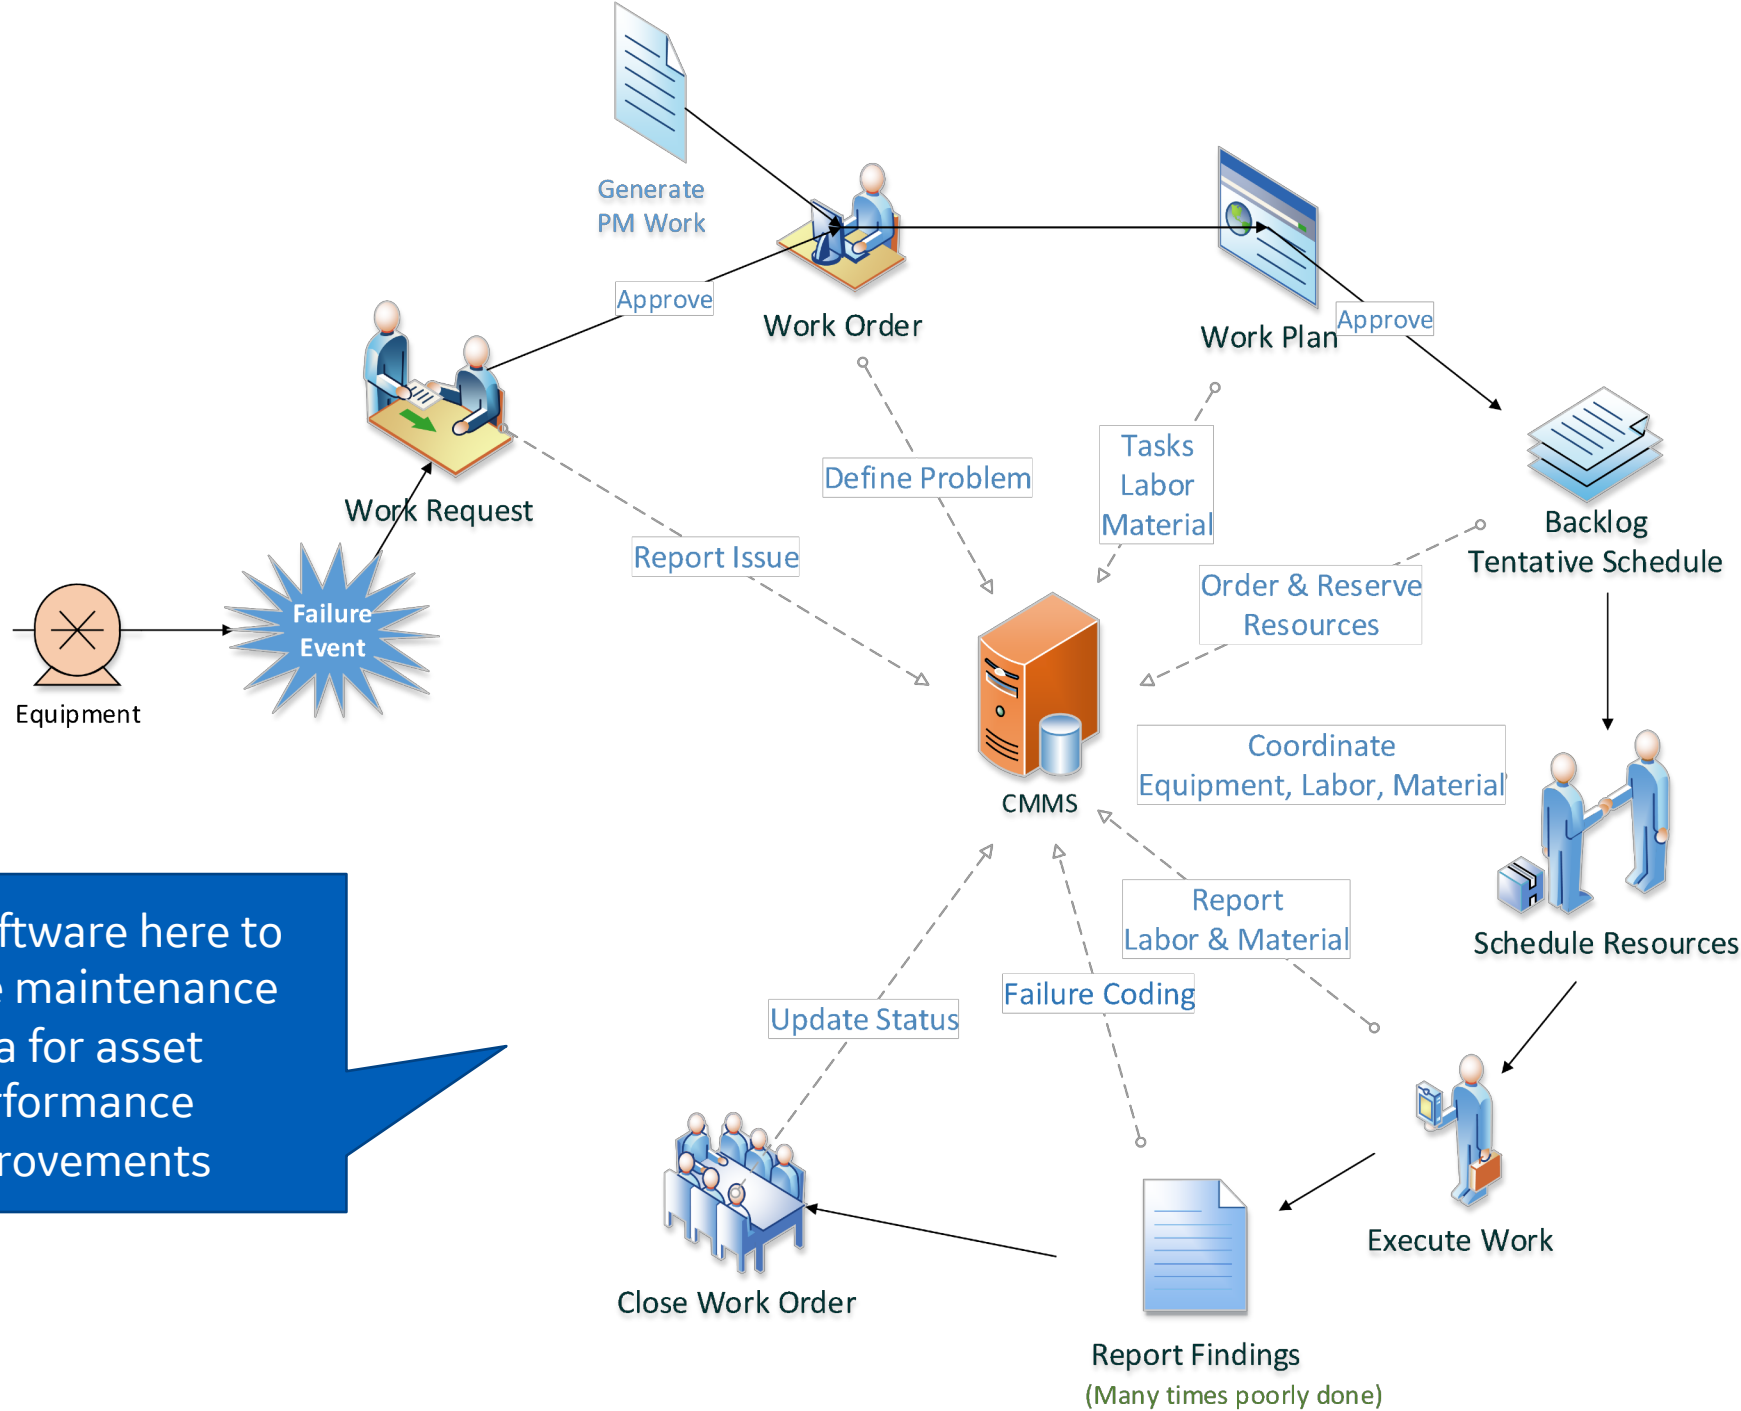 Generate
PM Work
Approve
Work Order
Work Plan
Approve
Work Request
Define Problem
Tasks
Labor
Material
Backlog
Tentative Schedule
Report Issue
Order & Reserve
Resources
Failure
Event
Equipment
CMMS
Coordinate
Equipment, Labor, Material
Schedule Resources
Report
Labor & Material
Failure Coding
Update Status
here to
maintenance
for asset
Execute Work
Close Work Order
Report Findings
(Many times poorly done)